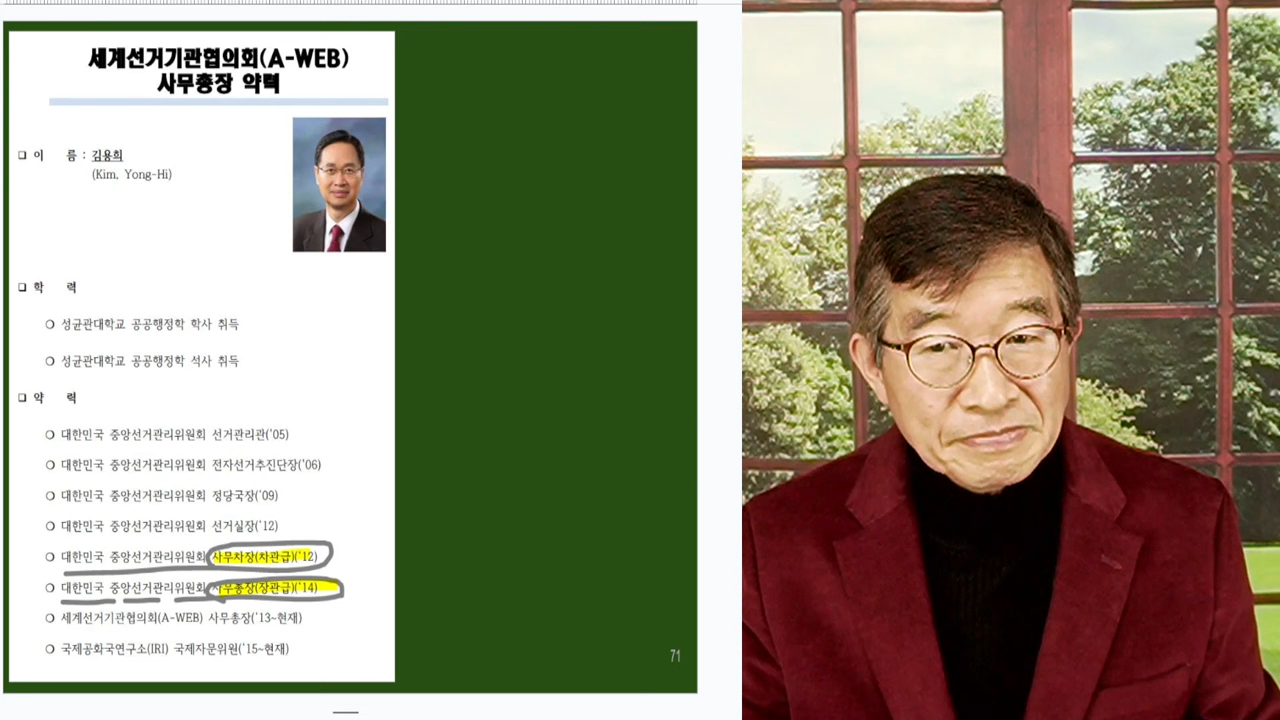 세계선거기관협의회(A-WEB)
사무총장 약력
❏ 이 름 : 김용희
(Kim, Yong-Hi)
❏ 학 력
❍ 성균관대학교 공공행정학 학사 취득
❍ 성균관대학교 공공행정학 석사 취득
❏ 약 력
❍ 대한민국 중앙선거관리위원회 선거관리관('05)
❍ 대한민국 중앙선거관리위원회 전자선거추진단장('06)
❍ 대한민국 중앙선거관리위원회 정당국장('09)
❍ 대한민국 중앙선거관리위원회 선거실장('12)
❍ 대한민국 중앙선거관리위원회 사무차장(차관급)('12)
❍ 대한민국 중앙선거관리위원회 사무총장(장관급)('14)
❍ 세계선거기관협의회(A-WEB) 사무총장('13~현재)
❍ 국제공화국연구소(IRI) 국제자문위원('15~현재)
71